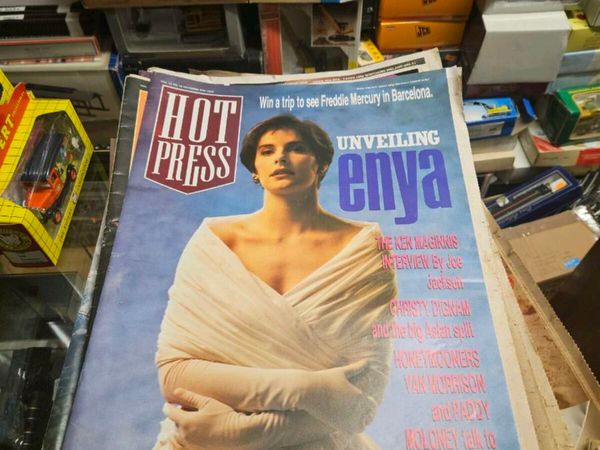 HOT
PRESS
Win a trip to see Freddie Mercury in Barcelona.
UNVEILING
enya
THE KEN MAGINNIS
INTERVIEW By Joe
Jackson
CHRISTY DIGNAM
and the big Aslan split
HONEYMOONERS
VAN MORRISON
and PADDY
MOLONEY talk to
JCB